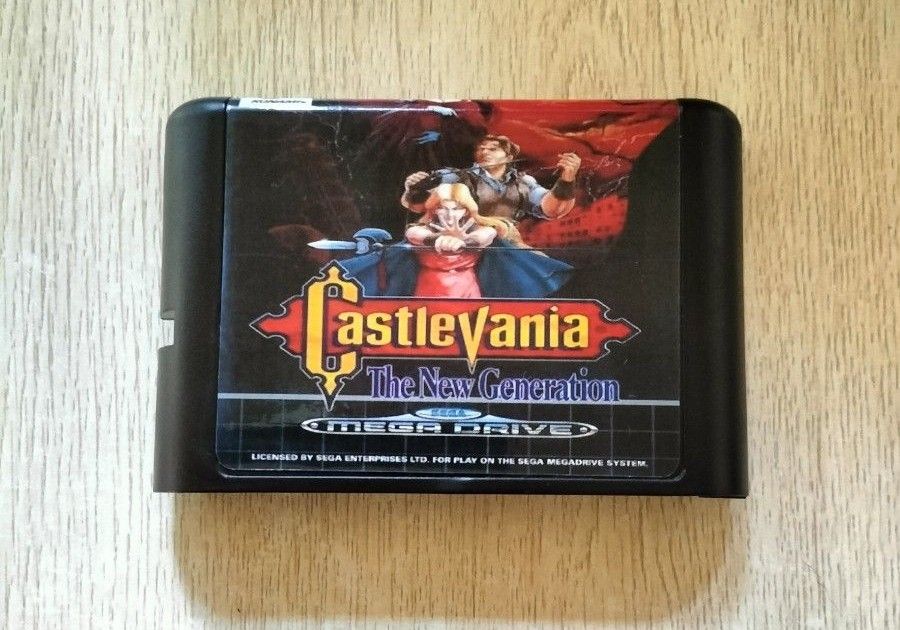 KONAMI
CastleVania
The New Generation
SEGA
MEGA DRIVE
LICENSED BY SEGA ENTERPRISES LTD. FOR PLAY ON THE SEGA MEGADRIVE SYSTEM.